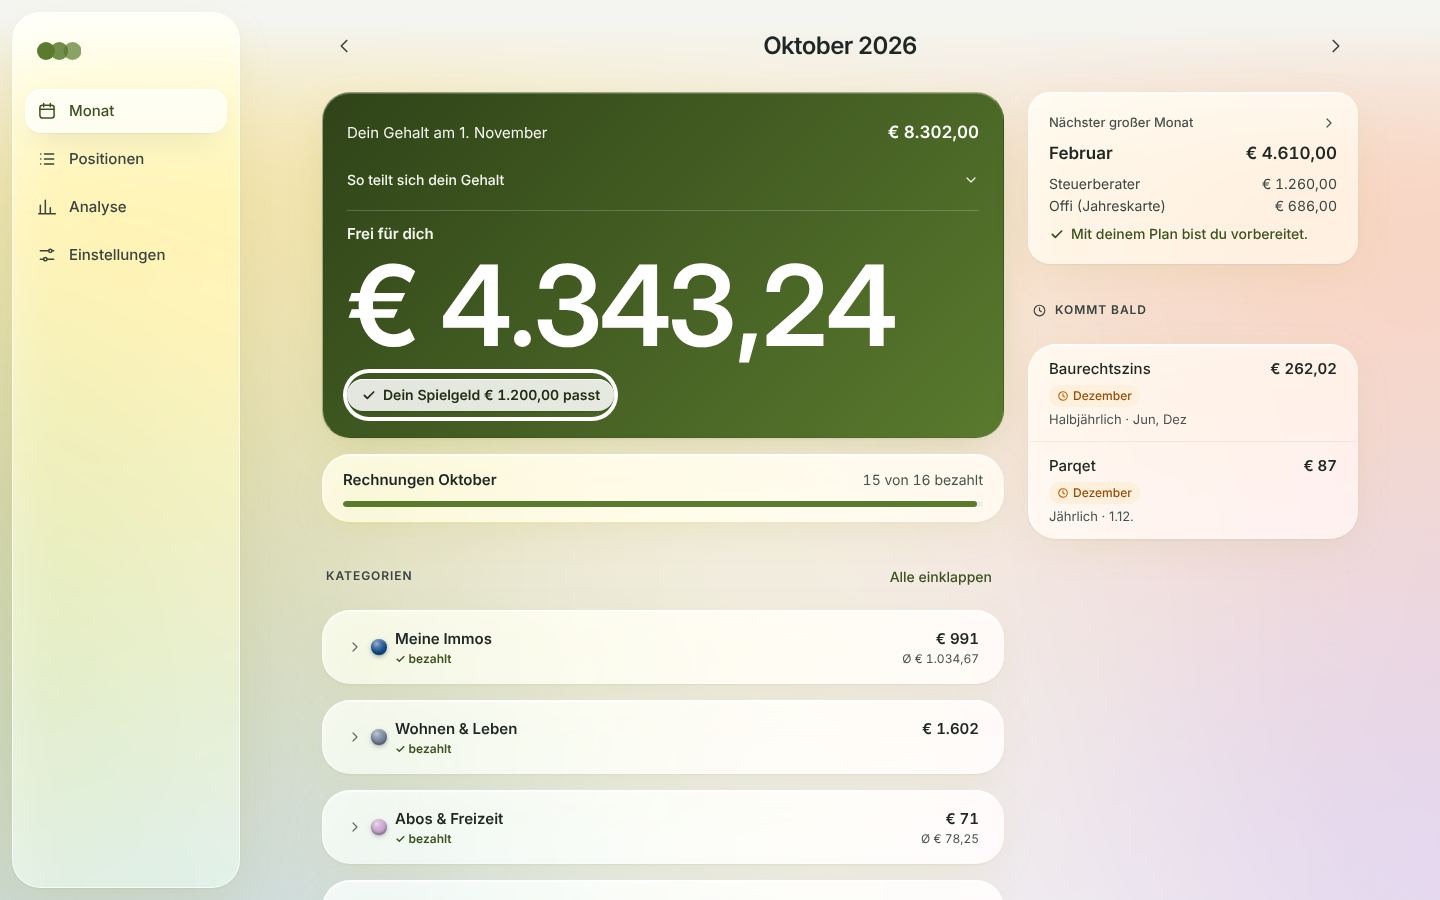 Monat
Positionen
Analyse
Einstellungen
Oktober 2026
Dein Gehalt am 1. November
€ 8.302,00
So teilt sich dein Gehalt
Frei für dich
€ 4.343,24
Dein Spielgeld € 1.200,00 passt
Rechnungen Oktober
15 von 16 bezahlt
KATEGORIEN
Alle einklappen
Meine Immos
€ 991
bezahlt
Ø € 1.034,67
Wohnen & Leben
€ 1.602
bezahlt
Abos & Freizeit
€ 71
bezahlt
Ø € 78,25
Nächster großer Monat
Februar
€ 4.610,00
Steuerberater
€ 1.260,00
Offi (Jahreskarte)
€ 686,00
Mit deinem Plan bist du vorbereitet.
KOMMT BALD
Baurechtszins
€ 262,02
Dezember
Halbjährlich · Jun, Dez
Parqet
€ 87
Dezember
Jährlich · 1.12.